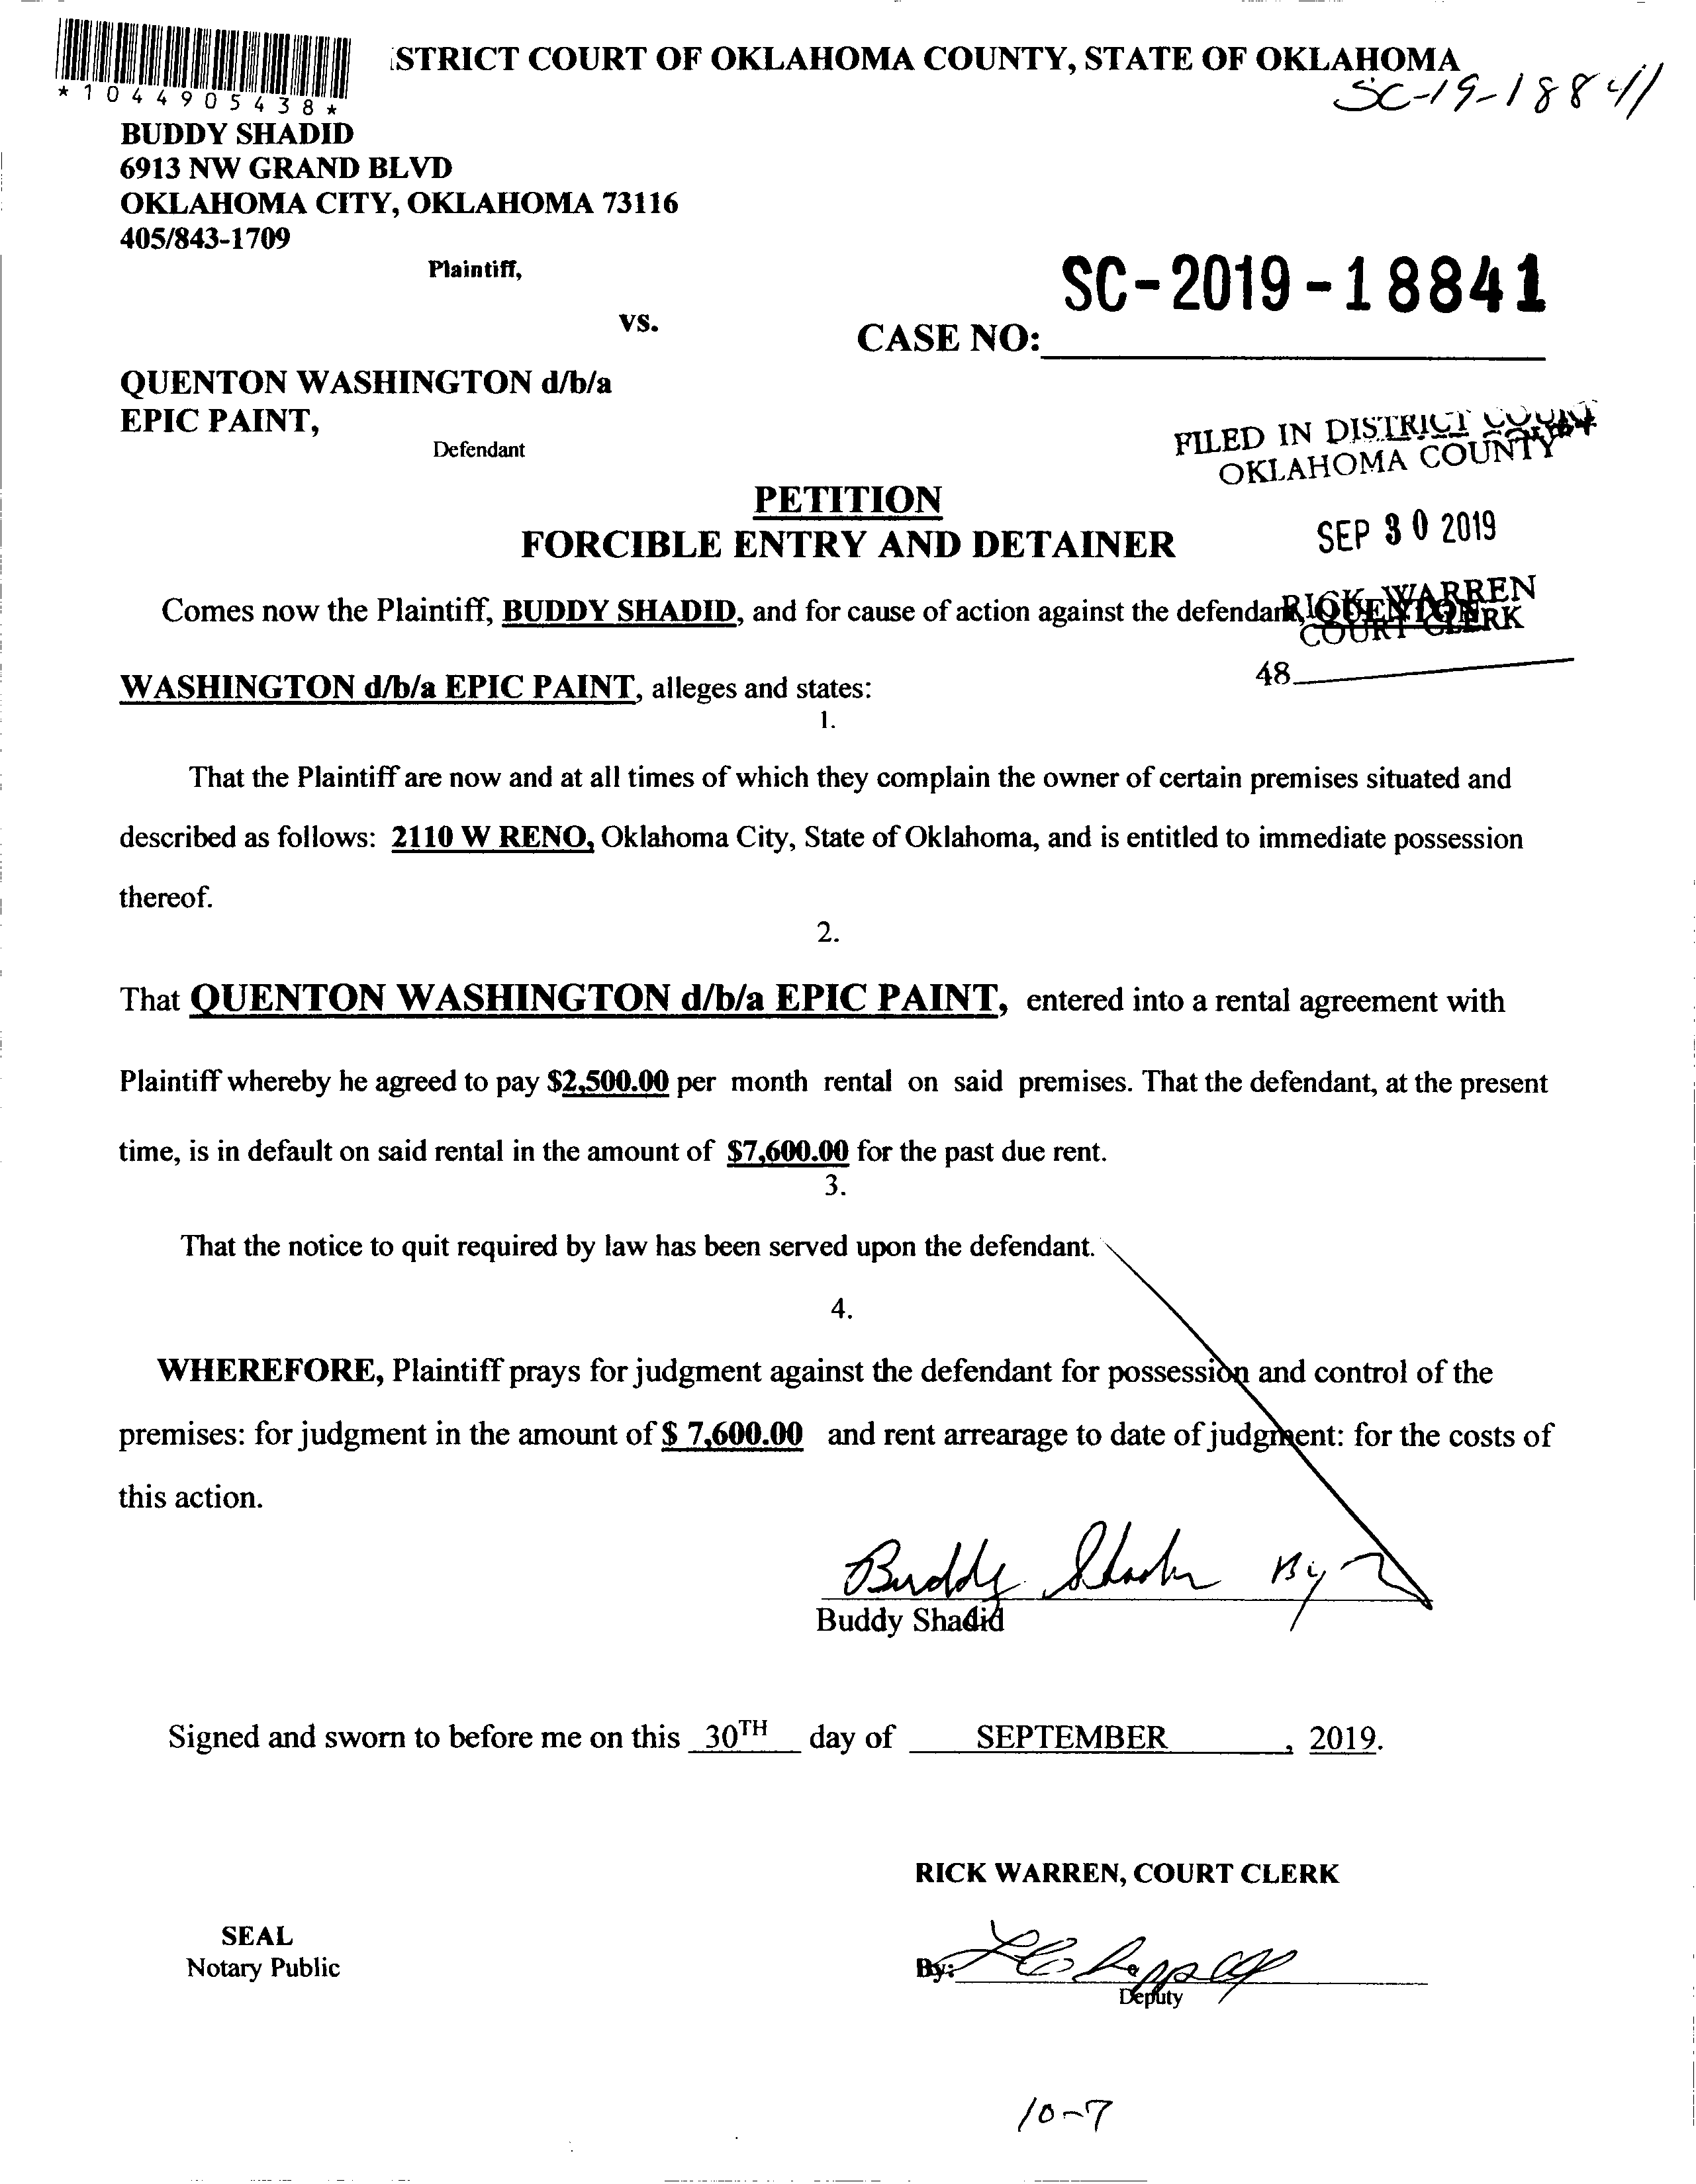 STRICT COURT OF OKLAHOMA COUNTY, STATE OF OKLAHOMA
*1044905438*
SC-19-18841
BUDDY SHADID
6913 NW GRAND BLVD
OKLAHOMA CITY, OKLAHOMA 73116
405/843-1709
Plaintiff,
vs.
SC-2019-18841
CASE NO:
QUENTON WASHINGTON d/b/a
EPIC PAINT,
Defendant
FILED IN DISTRICT COURT
OKLAHOMA COUNTY
PETITION
FORCIBLE ENTRY AND DETAINER
SEP 30 2019
RICK WARREN
COURT CLERK
48
Comes now the Plaintiff, BUDDY SHADID, and for cause of action against the defendant, QUENTON
WASHINGTON d/b/a EPIC PAINT, alleges and states:
1.
That the Plaintiff are now and at all times of which they complain the owner of certain premises situated and
described as follows: 2110 W RENO, Oklahoma City, State of Oklahoma, and is entitled to immediate possession
thereof.
2.
That QUENTON WASHINGTON d/b/a EPIC PAINT, entered into a rental agreement with
Plaintiff whereby he agreed to pay $2,500.00 per month rental on said premises. That the defendant, at the present
time, is in default on said rental in the amount of $7,600.00 for the past due rent.
3.
That the notice to quit required by law has been served upon the defendant.
4.
WHEREFORE, Plaintiff prays for judgment against the defendant for possession and control of the
premises: for judgment in the amount of $ 7,600.00 and rent arrearage to date of judgment: for the costs of
this action.
Buddy Shadid By
Buddy Shadid
Signed and sworn to before me on this 30TH day of SEPTEMBER, 2019.
RICK WARREN, COURT CLERK
SEAL
Notary Public
By:
Deputy
10-7